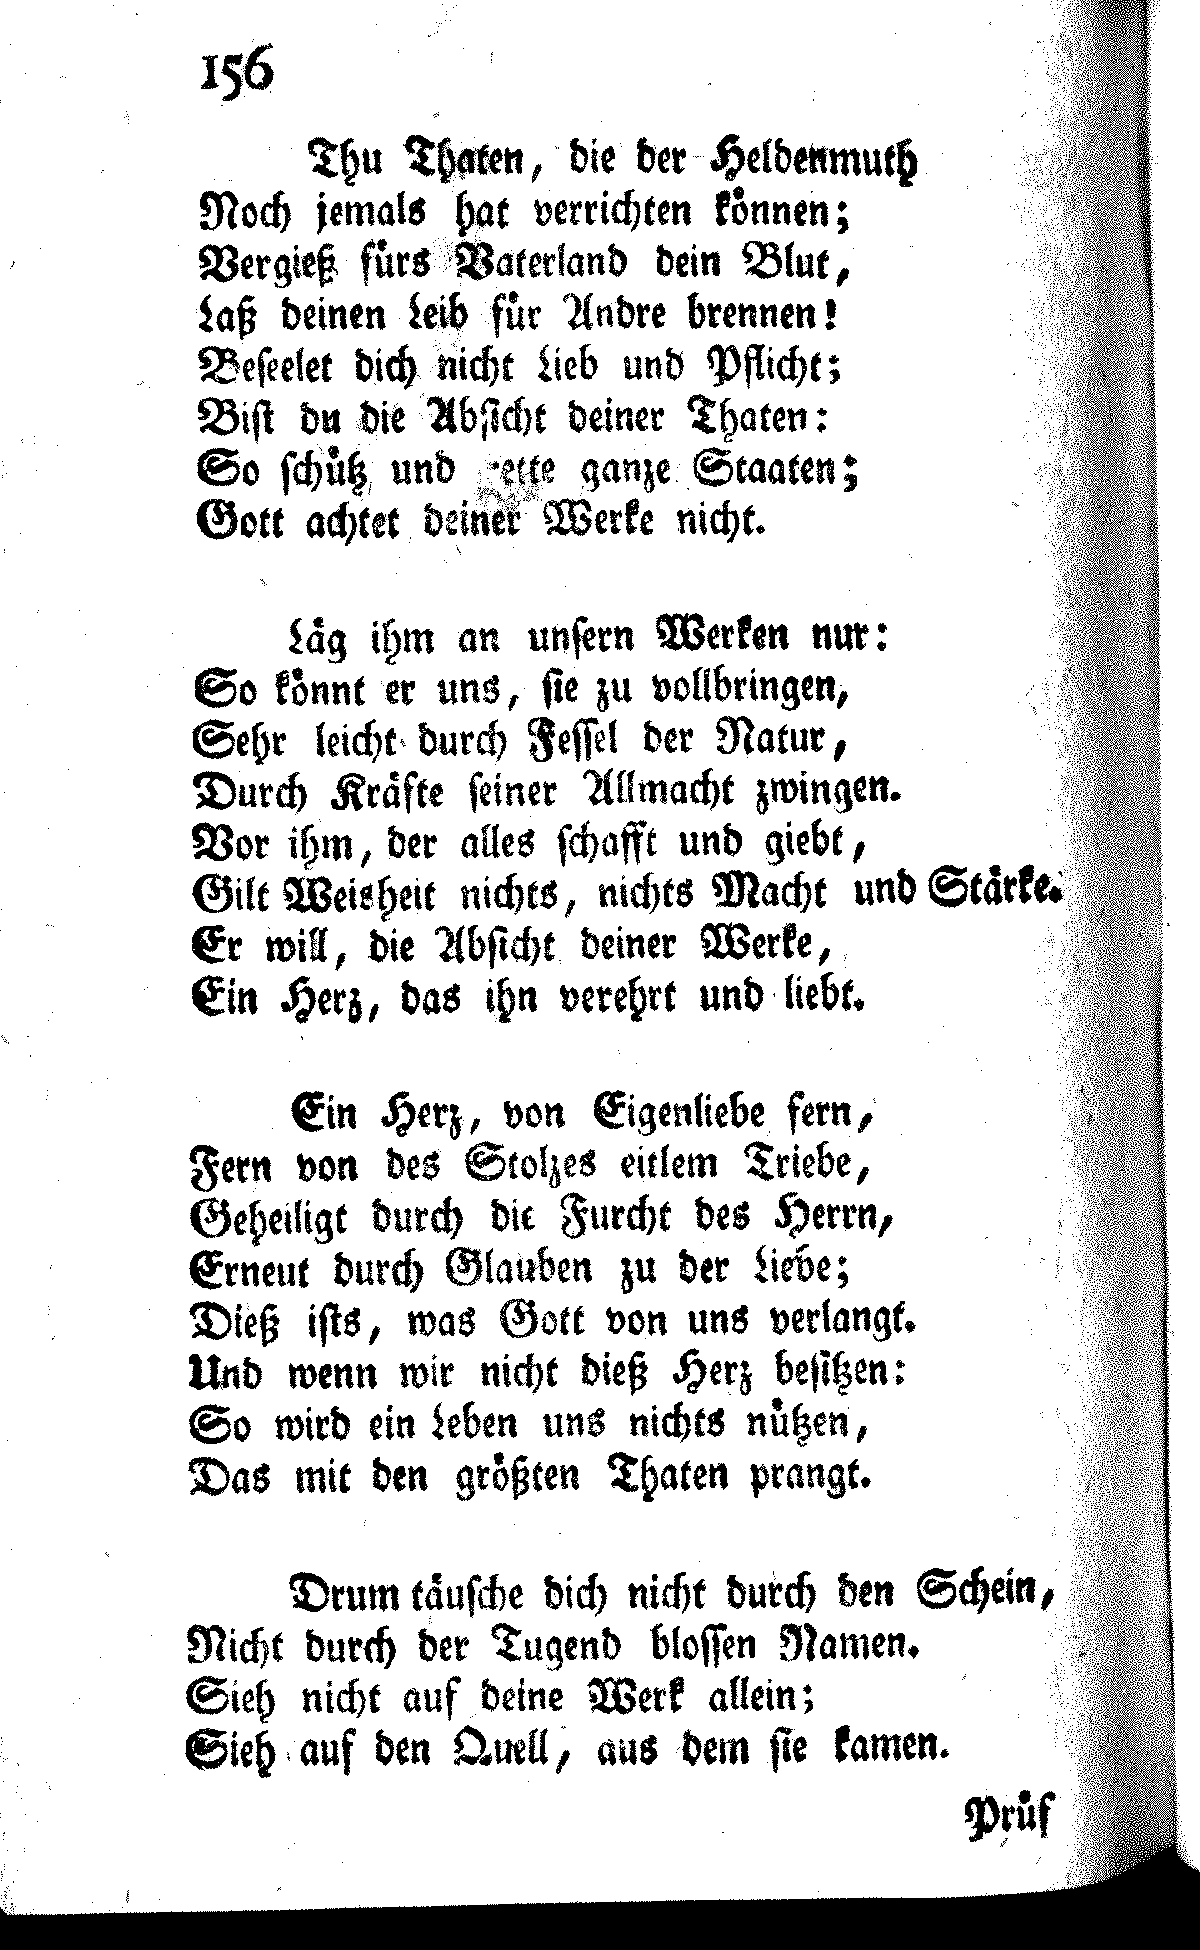 156
Thu Thaten, die der Heldenmuth
Noch jemals hat verrichten können;
Vergieß fürs Vaterland dein Blut,
Laß deinen Leib für Andre brennen!
Beseelet dich nicht Lieb und Pflicht;
Bist du die Absicht deiner Thaten:
So schütz und rette ganze Staaten;
Gott achtet deiner Werke nicht.
Läg ihm an unsern Werken nur:
So könnt er uns, sie zu vollbringen,
Sehr leicht durch Fessel der Natur,
Durch Kräfte seiner Allmacht zwingen.
Vor ihm, der alles schafft und giebt,
Gilt Weisheit nichts, nichts Macht und Stärke.
Er will, die Absicht deiner Werke,
Ein Herz, das ihn verehrt und liebt.
Ein Herz, von Eigenliebe fern,
Fern von des Stolzes eitlem Triebe,
Geheiligt durch die Furcht des Herrn,
Erneut durch Glauben zu der Liebe;
Dieß ists, was Gott von uns verlangt.
Und wenn wir nicht dieß Herz besitzen:
So wird ein Leben uns nichts nützen,
Das mit den größten Thaten prangt.
Drum täusche dich nicht durch den Schein,
Nicht durch der Tugend blossen Namen.
Sieh nicht auf deine Werk allein;
Sieh auf den Quell, aus dem sie kamen.
Prüf